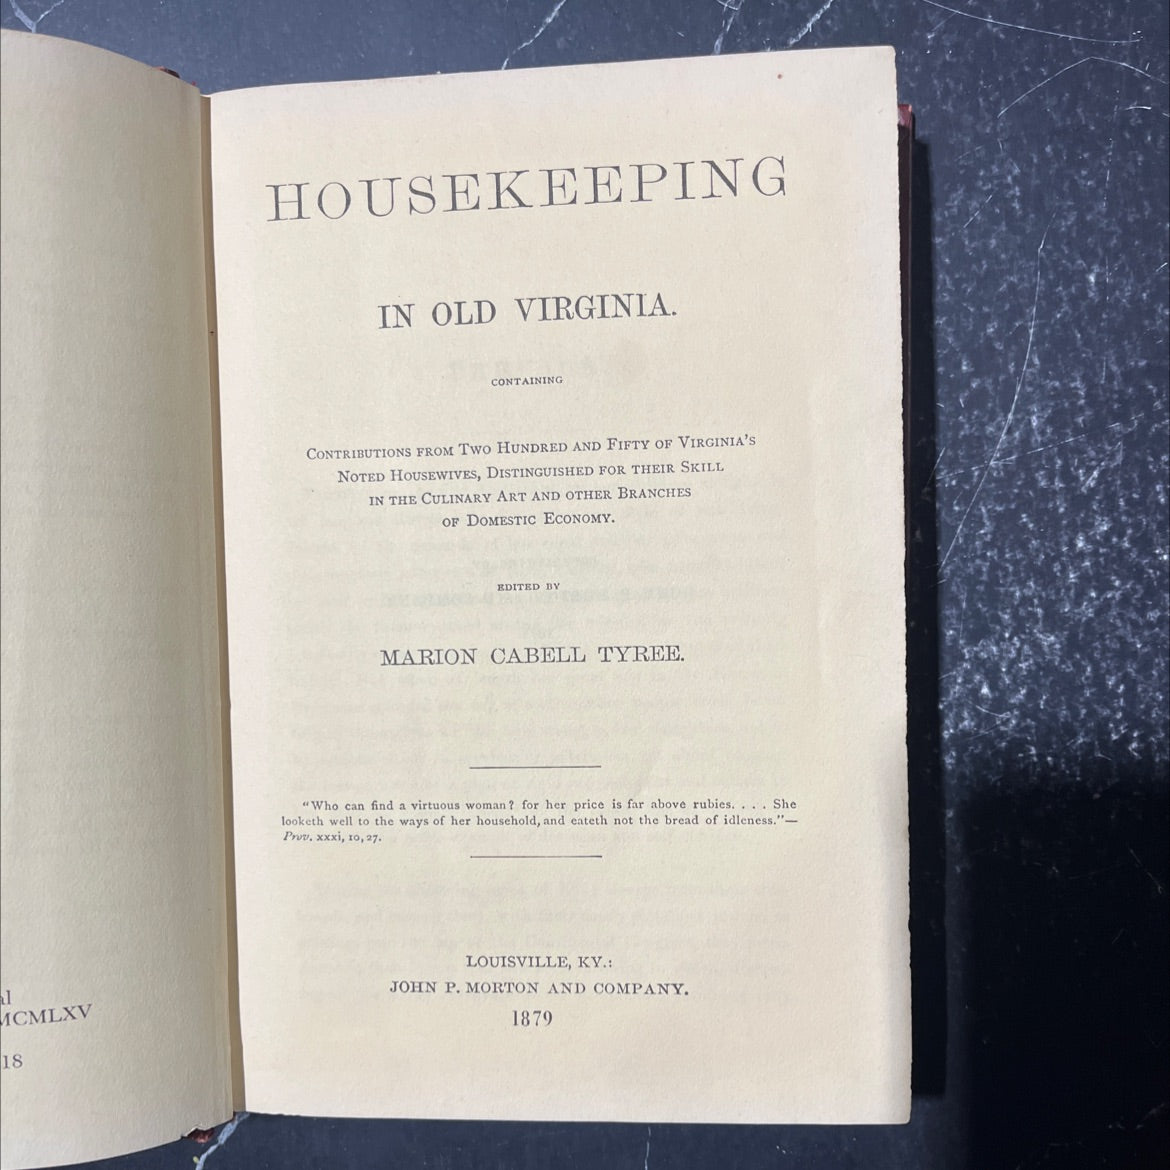 MCMLXV
18
HOUSEKEEPING
IN OLD VIRGINIA.
CONTAINING
CONTRIBUTIONS FROM TWO HUNDRED AND FIFTY OF VIRGINIA'S
NOTED HOUSEWIVES, DISTINGUISHED FOR THEIR SKILL
IN THE CULINARY ART AND OTHER BRANCHES
OF DOMESTIC ECONOMY.
EDITED BY
MARION CABELL TYREE.
"Who can find a virtuous woman? for her price is far above rubies. . . . She
looketh well to the ways of her household, and eateth not the bread of idleness."—
Prov. xxxi, 10, 27.
LOUISVILLE, KY.:
JOHN P. MORTON AND COMPANY.
1879